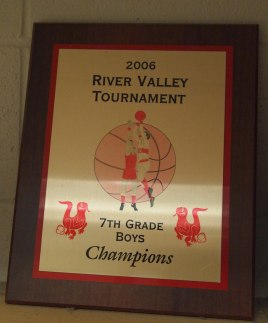 2006
River Valley
Tournament
7th Grade
Boys
Champions